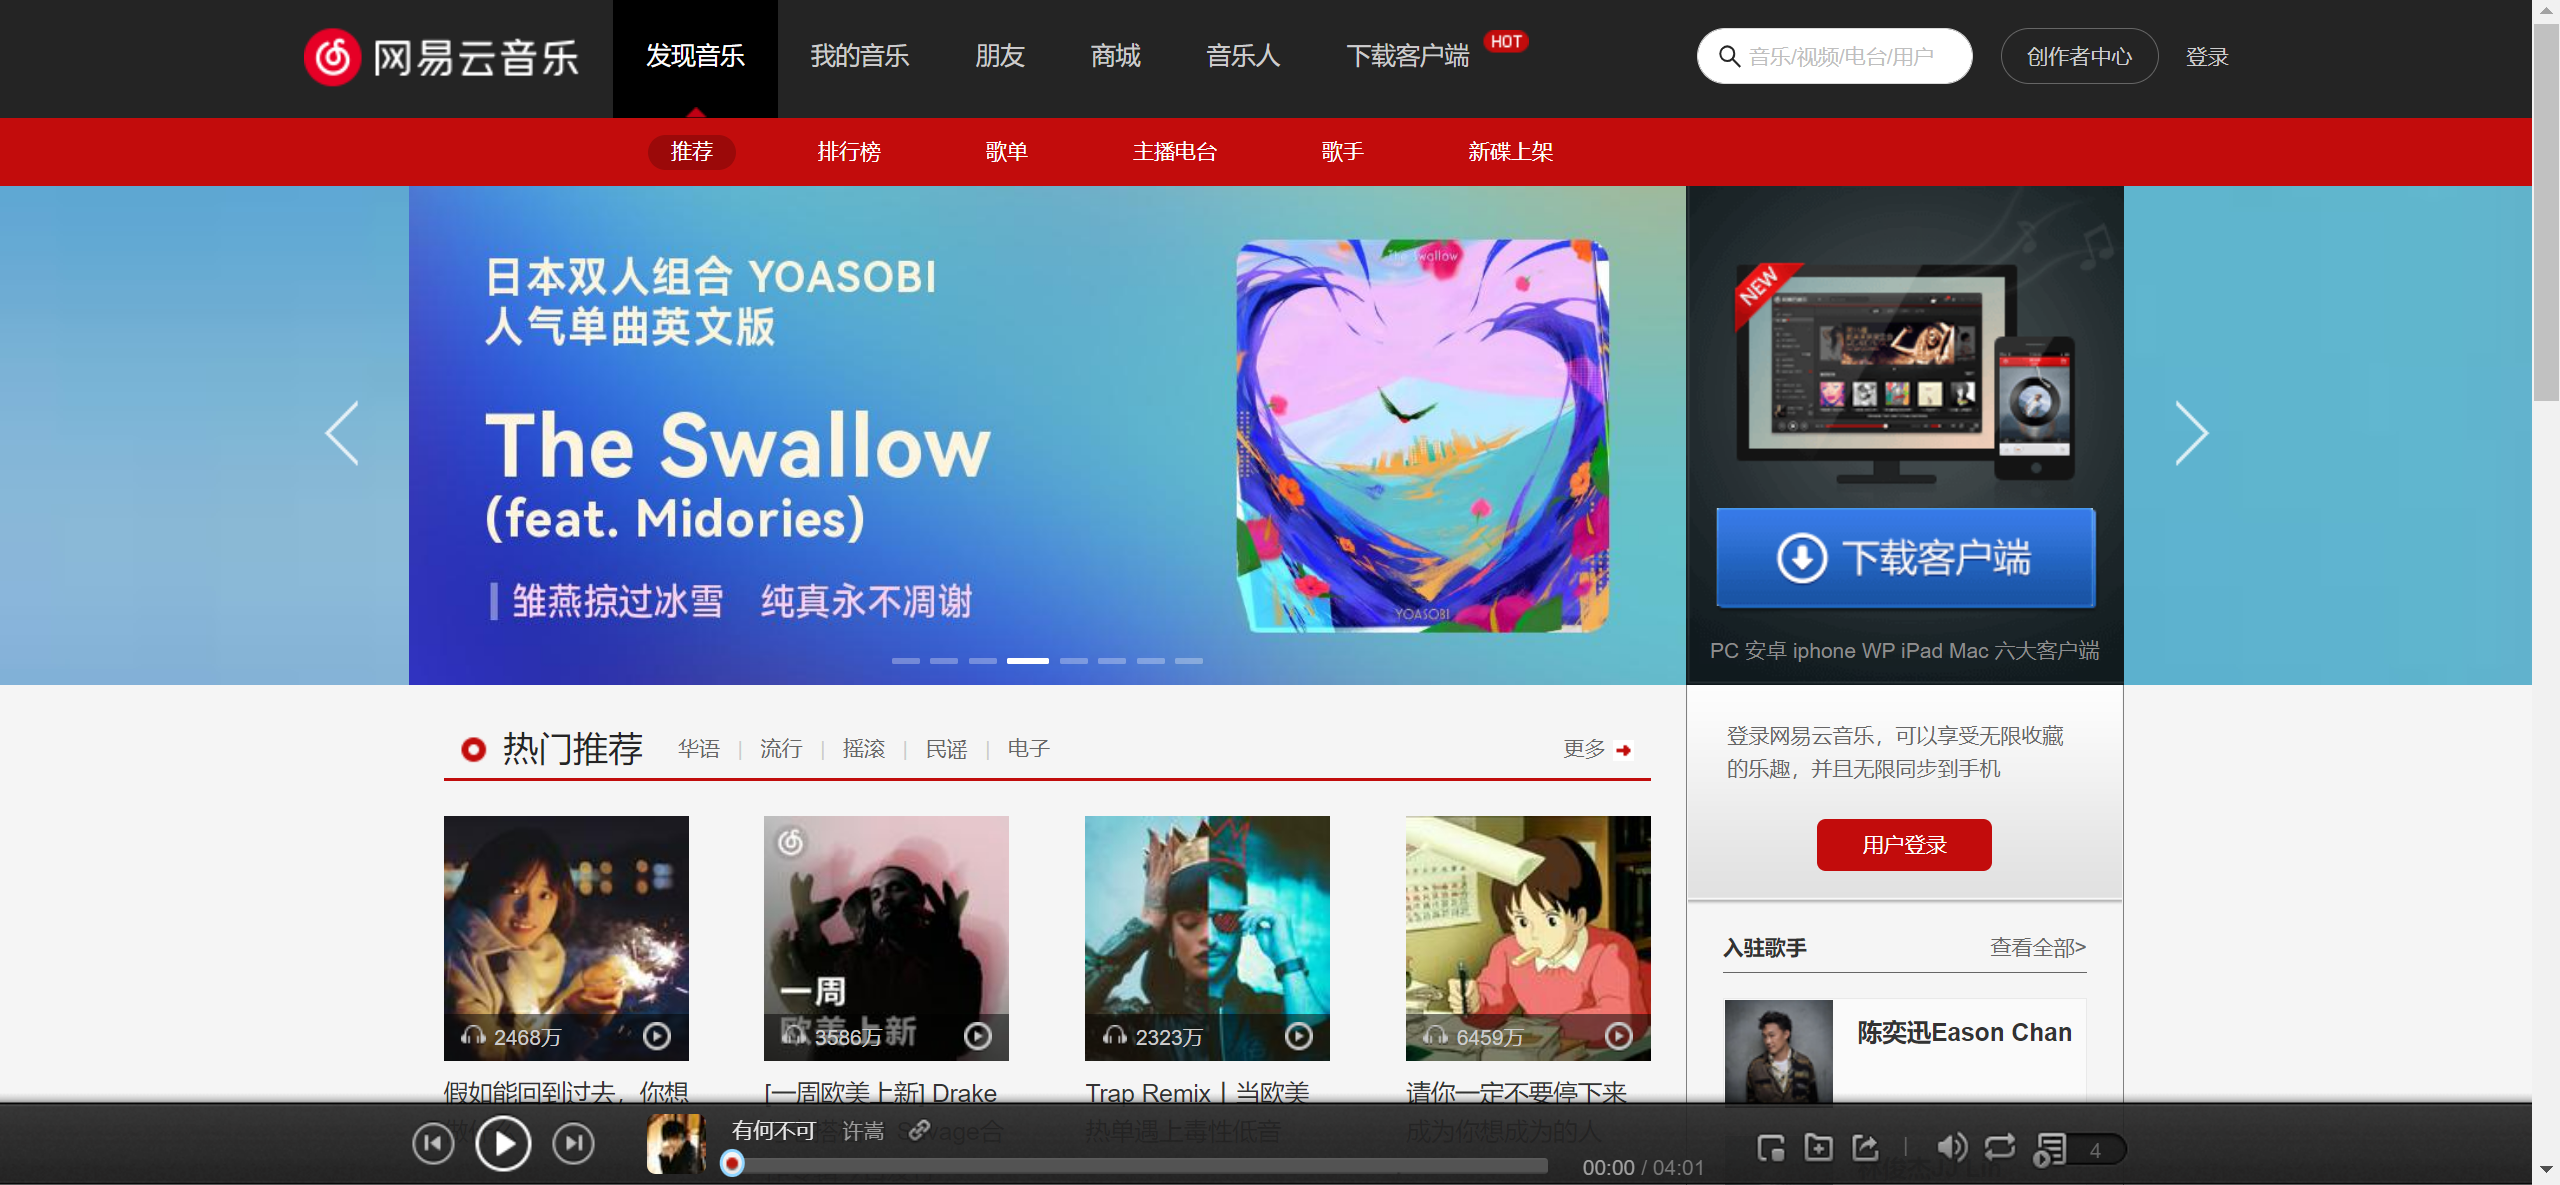 网易云音乐
发现音乐
我的音乐
朋友
商城
音乐人
下载客户端
HOT
音乐/视频/电台/用户
创作者中心
登录
推荐
排行榜
歌单
主播电台
歌手
新碟上架
日本双人组合 YOASOBI
人气单曲英文版
The Swallow
(feat. Midories)
雏燕掠过冰雪 纯真永不凋谢
The Swallow
YOASOBI
NEW
下载客户端
PC 安卓 iphone WP iPad Mac 六大客户端
热门推荐
华语 | 流行 | 摇滚 | 民谣 | 电子
更多
登录网易云音乐，可以享受无限收藏
的乐趣，并且无限同步到手机
用户登录
入驻歌手
查看全部>
陈奕迅Eason Chan
一周
欧美上新
2468万
3586万
2323万
6459万
假如能回到过去，你想
[一周欧美上新] Drake
Trap Remix丨当欧美
热单遇上毒性低音
请你一定不要停下来
成为你想成为的人
有何不可 许嵩
00:00 / 04:01
4